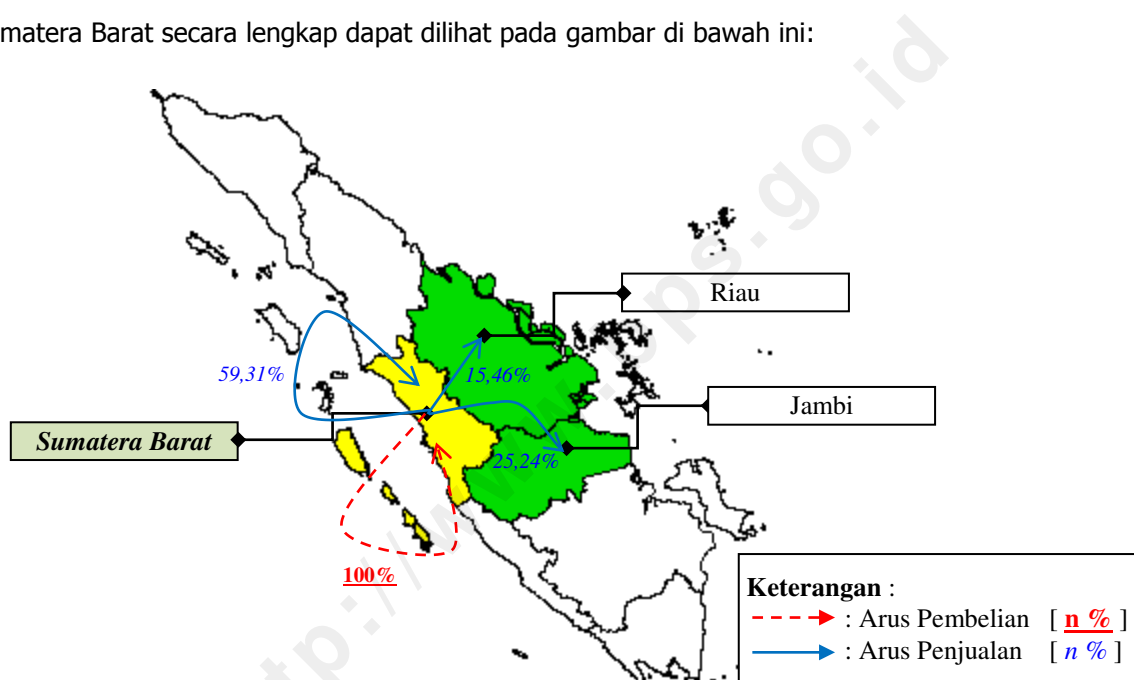 matera Barat secara lengkap dapat dilihat pada gambar di bawah ini:
Riau
59,31%
15,46%
Jambi
Sumatera Barat
25,24%
100%
Keterangan :
: Arus Pembelian [ n % ]
: Arus Penjualan [ n % ]